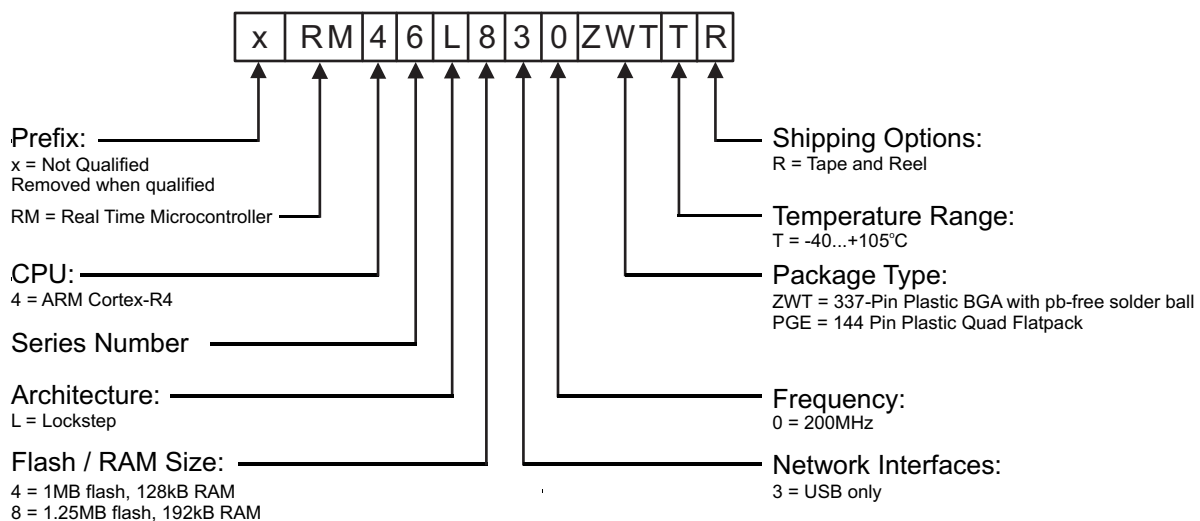 x RM 4 6 L 8 3 0 ZWT T R
Prefix:
x = Not Qualified
Removed when qualified
RM = Real Time Microcontroller
CPU:
4 = ARM Cortex-R4
Series Number
Architecture:
L = Lockstep
Flash / RAM Size:
4 = 1MB flash, 128kB RAM
8 = 1.25MB flash, 192kB RAM
Shipping Options:
R = Tape and Reel
Temperature Range:
T = -40...+105°C
Package Type:
ZWT = 337-Pin Plastic BGA with pb-free solder ball
PGE = 144 Pin Plastic Quad Flatpack
Frequency:
0 = 200MHz
Network Interfaces:
3 = USB only